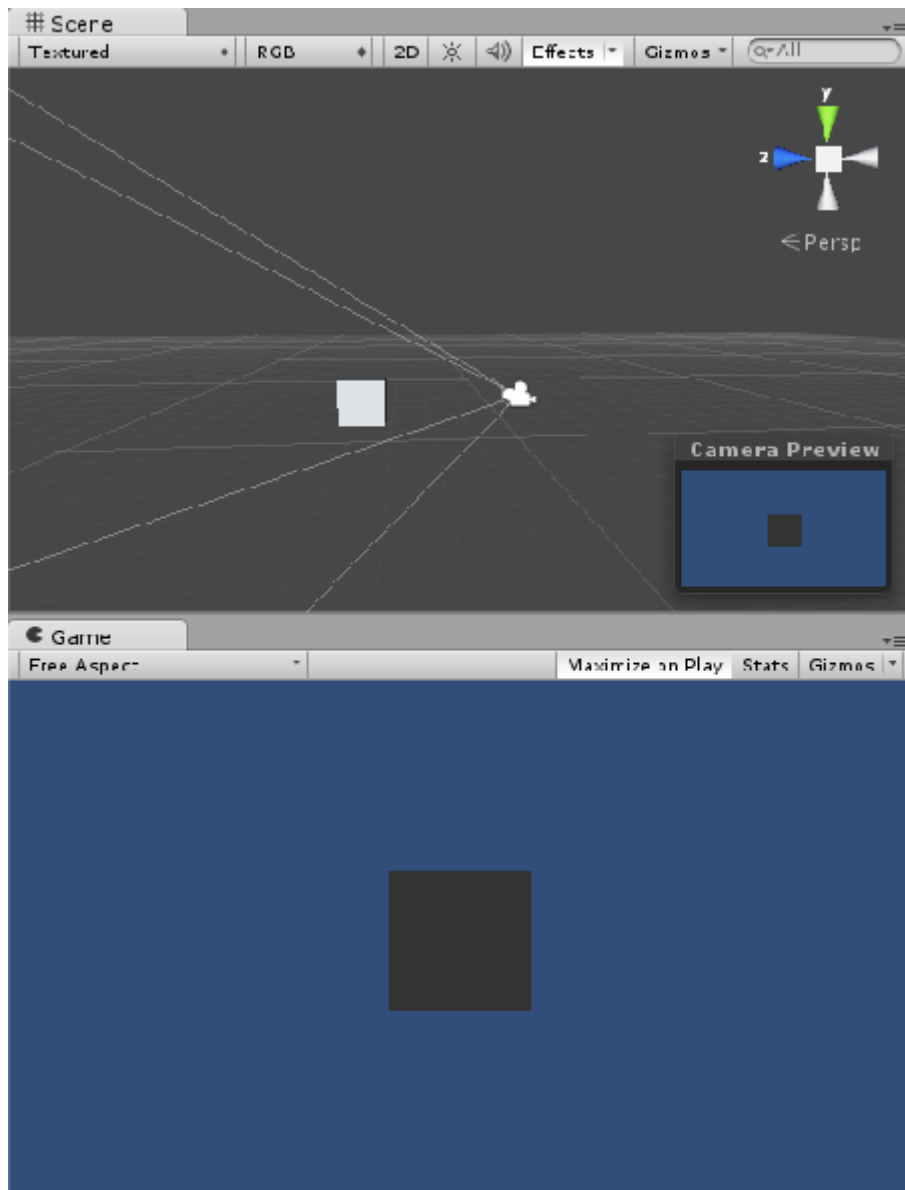 Scene
Textured RGB 2D Effects Gizmos All
y
z
Persp
Camera Preview
Game
Free Aspect Maximize on Play Stats Gizmos